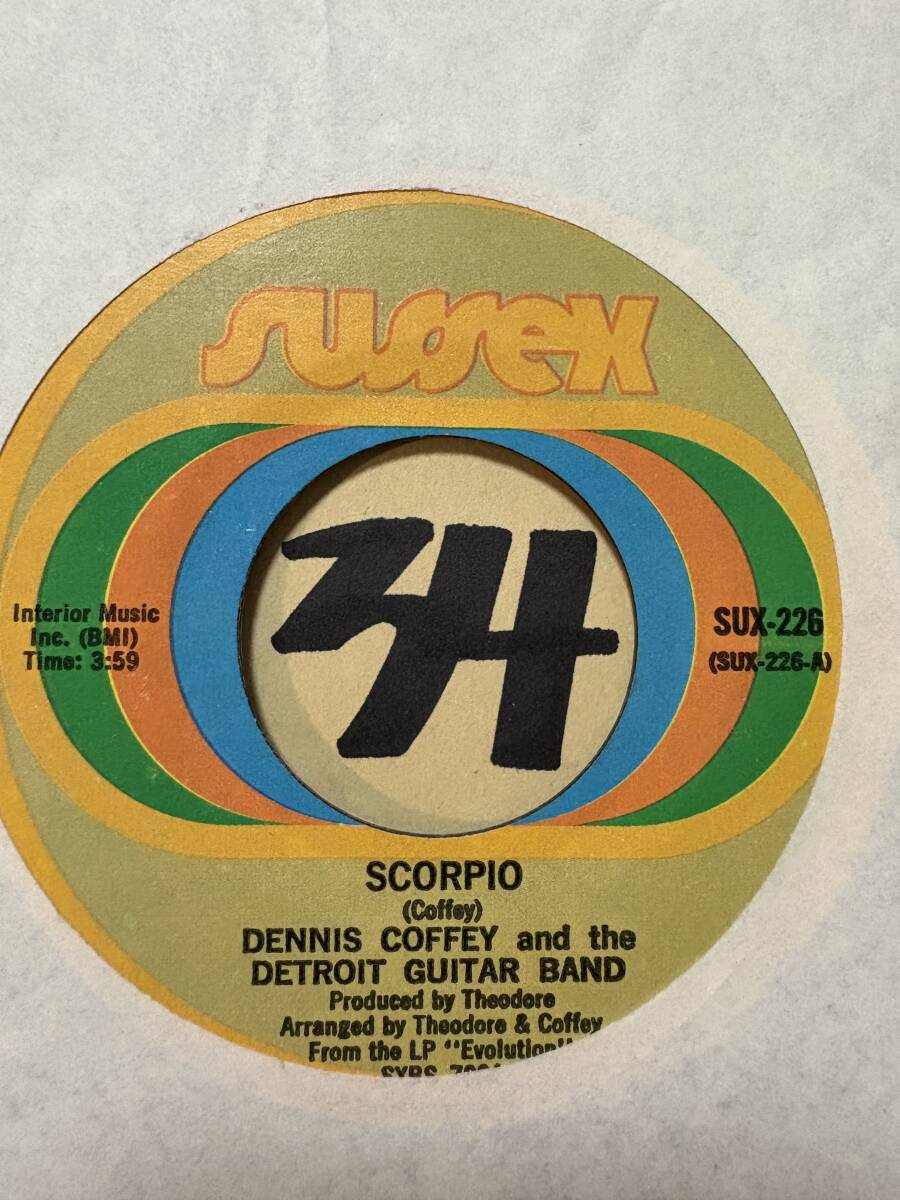 sussex
Interior Music
Inc. (BMI)
Time: 3:59
SUX-226
(SUX-226-A)
SCORPIO
(Coffey)
DENNIS COFFEY and the
DETROIT GUITAR BAND
Produced by Theodore
Arranged by Theodore & Coffey
From the LP "Evolution"